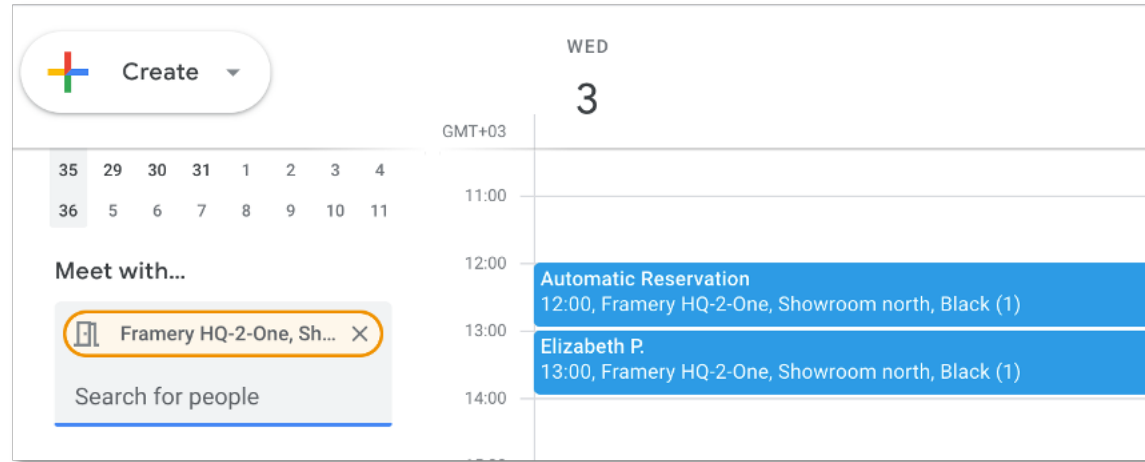 Create
WED
3
GMT+03
35 29 30 31 1 2 3 4
36 5 6 7 8 9 10 11
Meet with...
Framery HQ-2-One, Sh...
Search for people
11:00
12:00
Automatic Reservation
12:00, Framery HQ-2-One, Showroom north, Black (1)
13:00
Elizabeth P.
13:00, Framery HQ-2-One, Showroom north, Black (1)
14:00